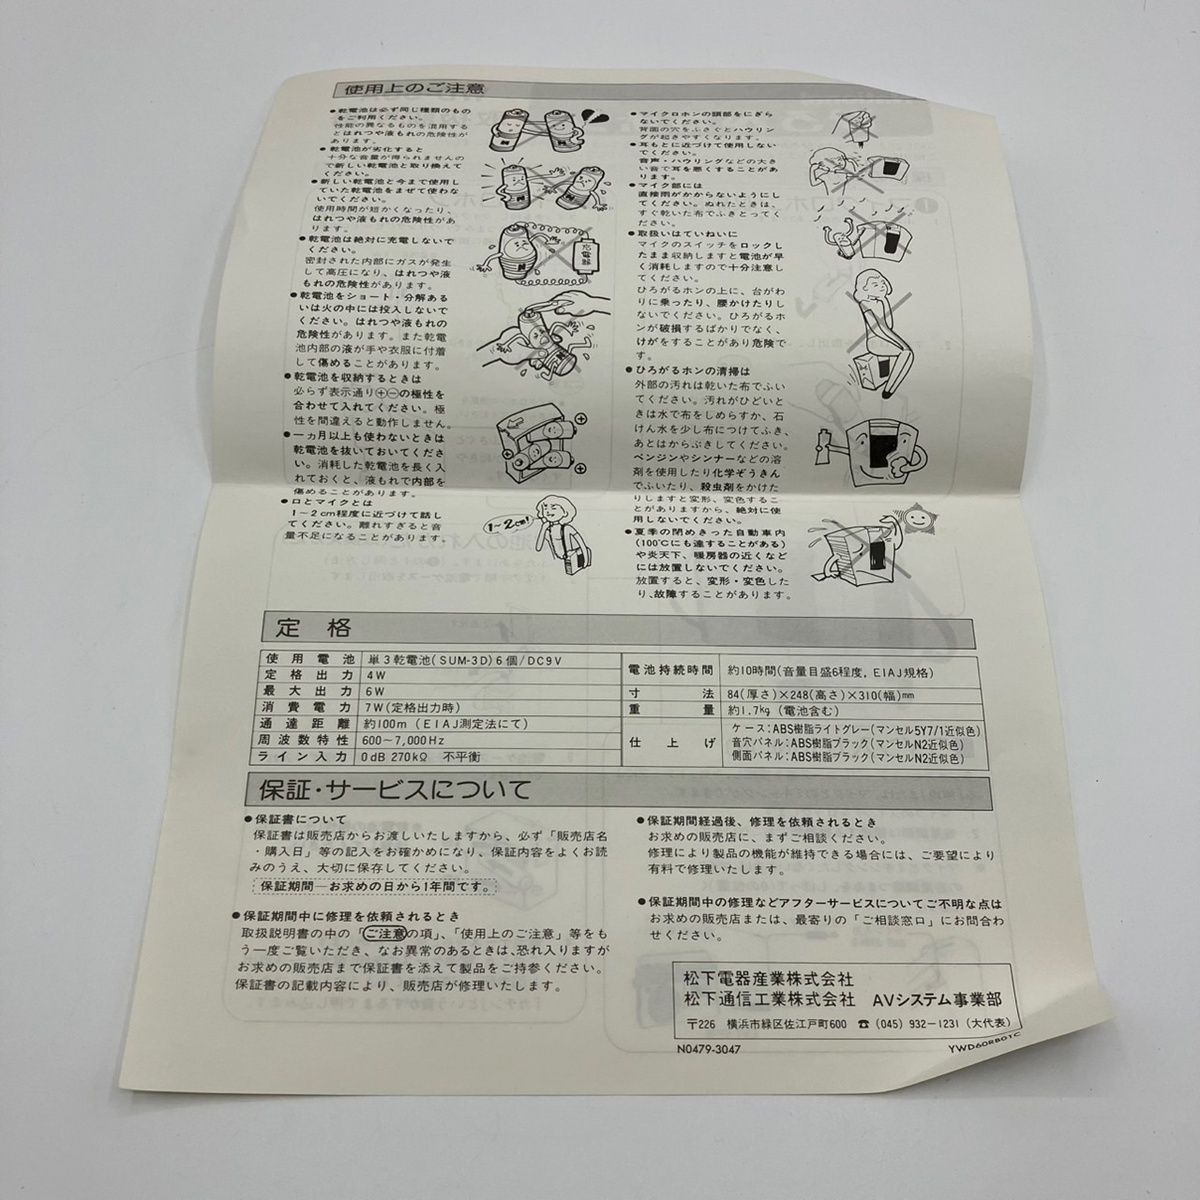 使用上のご注意
●乾電池は必ず同じ種類のもの
をご利用ください。
性能の異なるものを混用する
とはれつや液もれの危険性が
あります。
●乾電池が劣化すると
十分な音量が得られませんの
で新しい乾電池と取り換えて
ください。
●新しい乾電池と今まで使用し
ていた乾電池をまぜて使わな
いでください。
使用時間が短かくなったり、
はれつや液もれの危険性があ
ります。
●乾電池は絶対に充電しないで
ください。
密封された内部にガスが発生
して高圧になり、はれつや液
もれの危険性があります。
●乾電池をショート・分解ある
いは火の中には投入しないで
ください。はれつや液もれの
危険性があります。また乾電
池内部の液が手や衣服に付着
して傷めることがあります。
●乾電池を収納するときは
必らず表示通り⊕⊖の極性を
合わせて入れてください。極
性を間違えると動作しません。
●一ヵ月以上も使わないときは
乾電池を抜いておいてくださ
い。消耗した乾電池を長く入
れておくと、液もれで内部を
傷めることがあります。
●口とマイクとは
1～2cm程度に近づけて話し
てください。離れすぎると音
量不足になることがあります。
充電器
⊕
⊕
⊕
1～2cm!
●マイクロホンの頭部をにぎら
ないでください。
背面の穴をふさぐとハウリン
グが起きやすくなります。
●耳もとに近づけて使用しない
でください。
音声・ハウリングなどの大き
い音で耳を悪くすることがあ
ります。
●マイク部には
直接雨がかからないようにし
てください。ぬれたときは、
すぐ乾いた布でふきとってく
ださい。
●取扱いはていねいに
マイクのスイッチをロックし
たまま収納しますと電池が早
く消耗しますので十分注意し
てください。
ひろがるホンの上に、台がわ
りに乗ったり、腰かけたりし
ないでください。ひろがるホ
ンが破損するばかりでなく、
けがをすることがあり危険で
す。
●ひろがるホンの清掃は
外部の汚れは乾いた布でふい
てください。汚れがひどいと
きは水で布をしめらすか、石
けん水を少し布につけてふき、
あとはからぶきしてください。
ベンジンやシンナーなどの溶
剤を使用したり化学ぞうきん
でふいたり、殺虫剤をかけた
りしますと変形、変色するこ
とがありますから、絶対に使
用しないでください。
●夏季の閉めきった自動車内
(100℃にも達することがある)
や炎天下、暖房器の近くなど
には放置しないでください。
放置すると、変形・変色した
り、故障することがあります。
定格
使用電池 単3乾電池(SUM-3D)6個/DC9V
定格出力 4W
最大出力 6W
消費電力 7W(定格出力時)
通達距離 約100m (EIAJ測定法にて)
周波数特性 600~7,000Hz
ライン入力 0dB 270kΩ 不平衡
電池持続時間 約10時間(音量目盛6程度, EIAJ規格)
寸法 84(厚さ)×248(高さ)×310(幅)mm
重量 約1.7kg (電池含む)
仕上げ ケース:ABS樹脂ライトグレー(マンセル5Y7/1近似色)
音穴パネル:ABS樹脂ブラック(マンセルN2近似色)
側面パネル:ABS樹脂ブラック(マンセルN2近似色)
保証・サービスについて
●保証書について
保証書は販売店からお渡しいたしますから、必ず「販売店名
・購入日」等の記入をお確かめになり、保証内容をよくお読
みのうえ、大切に保存してください。
保証期間—お求めの日から1年間です。
●保証期間中に修理を依頼されるとき
取扱説明書の中の「ご注意の項」、「使用上のご注意」等をも
う一度ご覧いただき、なお異常のあるときは、恐れ入りますが
お求めの販売店まで保証書を添えて製品をご持参ください。
保証書の記載内容により、販売店が修理いたします。
●保証期間経過後、修理を依頼されるとき
お求めの販売店に、まずご相談ください。
修理により製品の機能が維持できる場合には、ご要望により
有料で修理いたします。
●保証期間中の修理などアフターサービスについてご不明な点は
お求めの販売店または、最寄りの「ご相談窓口」にお問合わ
せください。
松下電器産業株式会社
松下通信工業株式会社 AVシステム事業部
〒226 横浜市緑区佐江戸町600 ☎(045)932-1231(大代表)
N0479-3047
YWD60RB01C